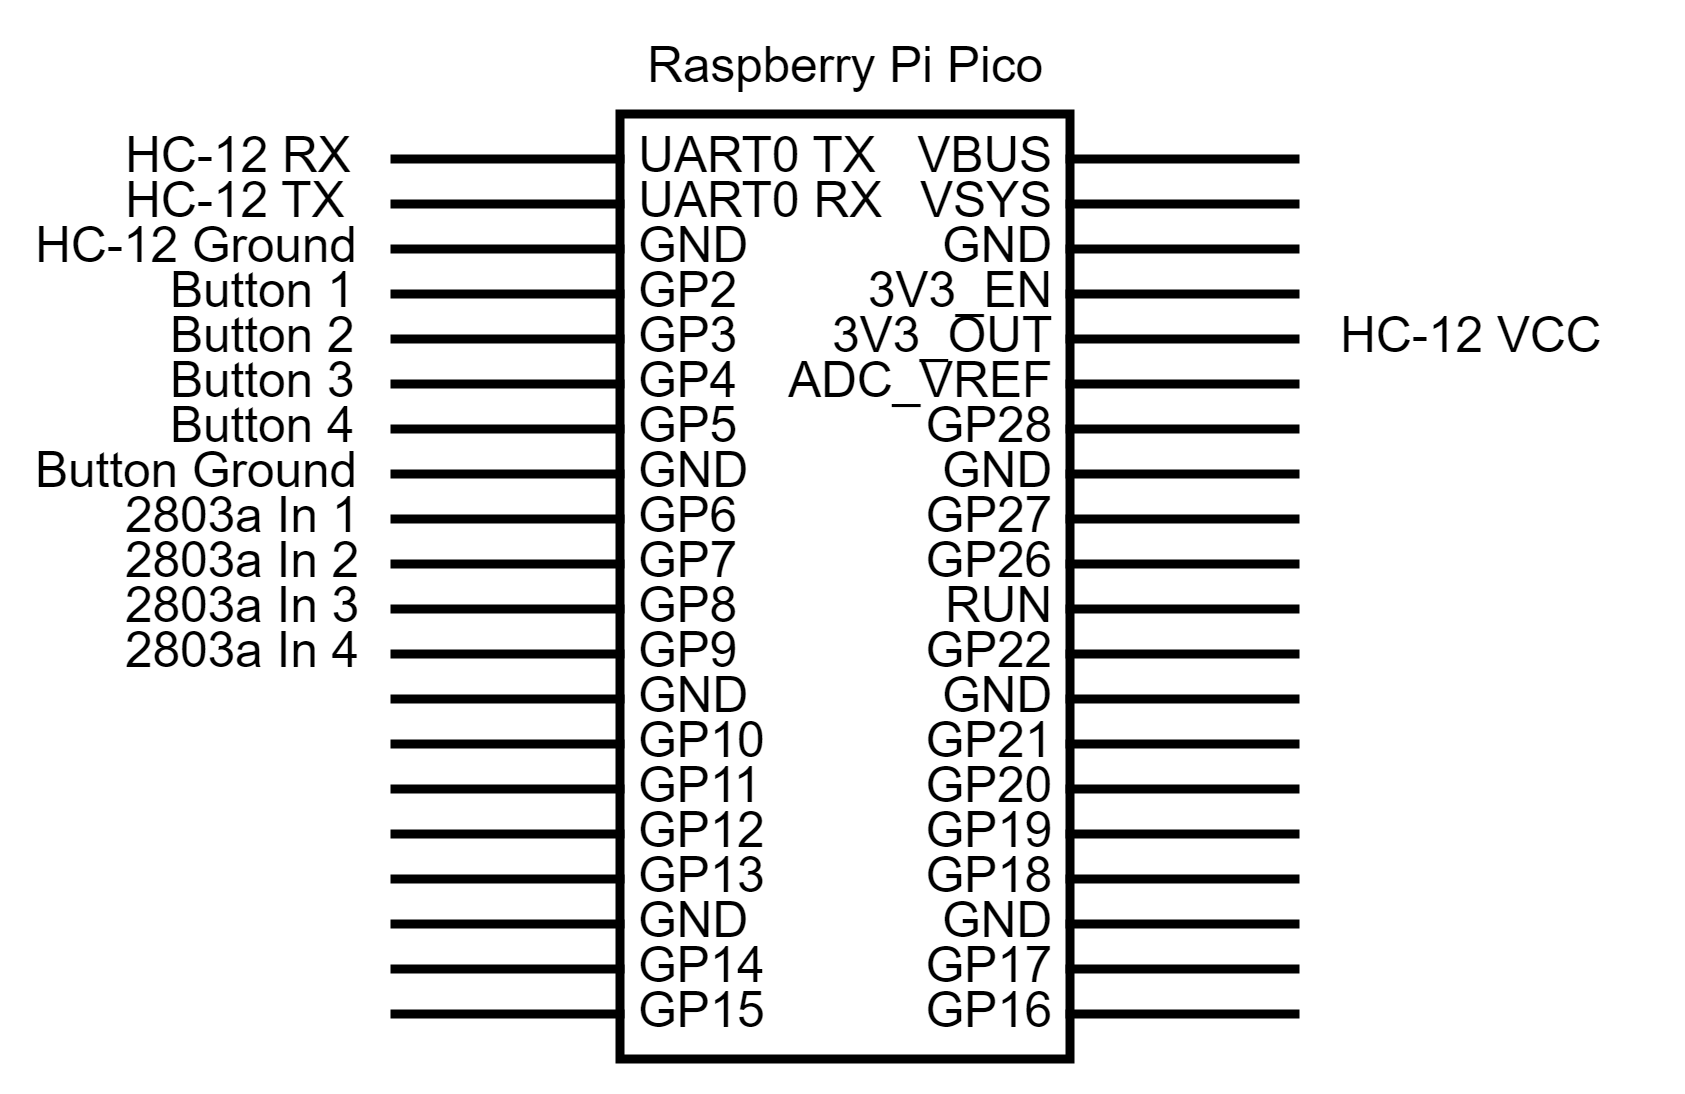 Raspberry Pi Pico
HC-12 RX UART0 TX VBUS
HC-12 TX UART0 RX VSYS
HC-12 Ground GND GND
Button 1 GP2 3V3_EN
Button 2 GP3 3V3_OUT HC-12 VCC
Button 3 GP4 ADC_VREF
Button 4 GP5 GP28
Button Ground GND GND
2803a In 1 GP6 GP27
2803a In 2 GP7 GP26
2803a In 3 GP8 RUN
2803a In 4 GP9 GP22
GND GND
GP10 GP21
GP11 GP20
GP12 GP19
GP13 GP18
GND GND
GP14 GP17
GP15 GP16